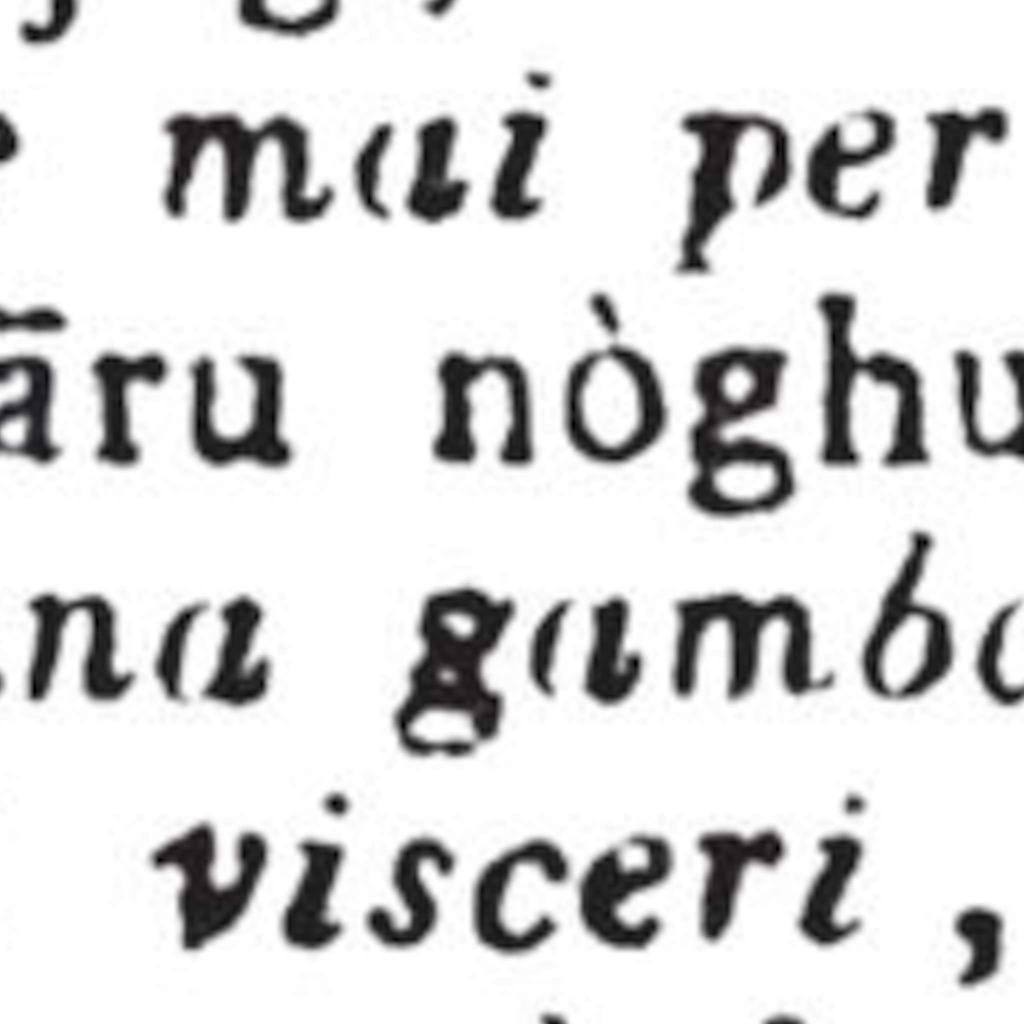 mai per
āru nòghu
na gamb
visceri ,